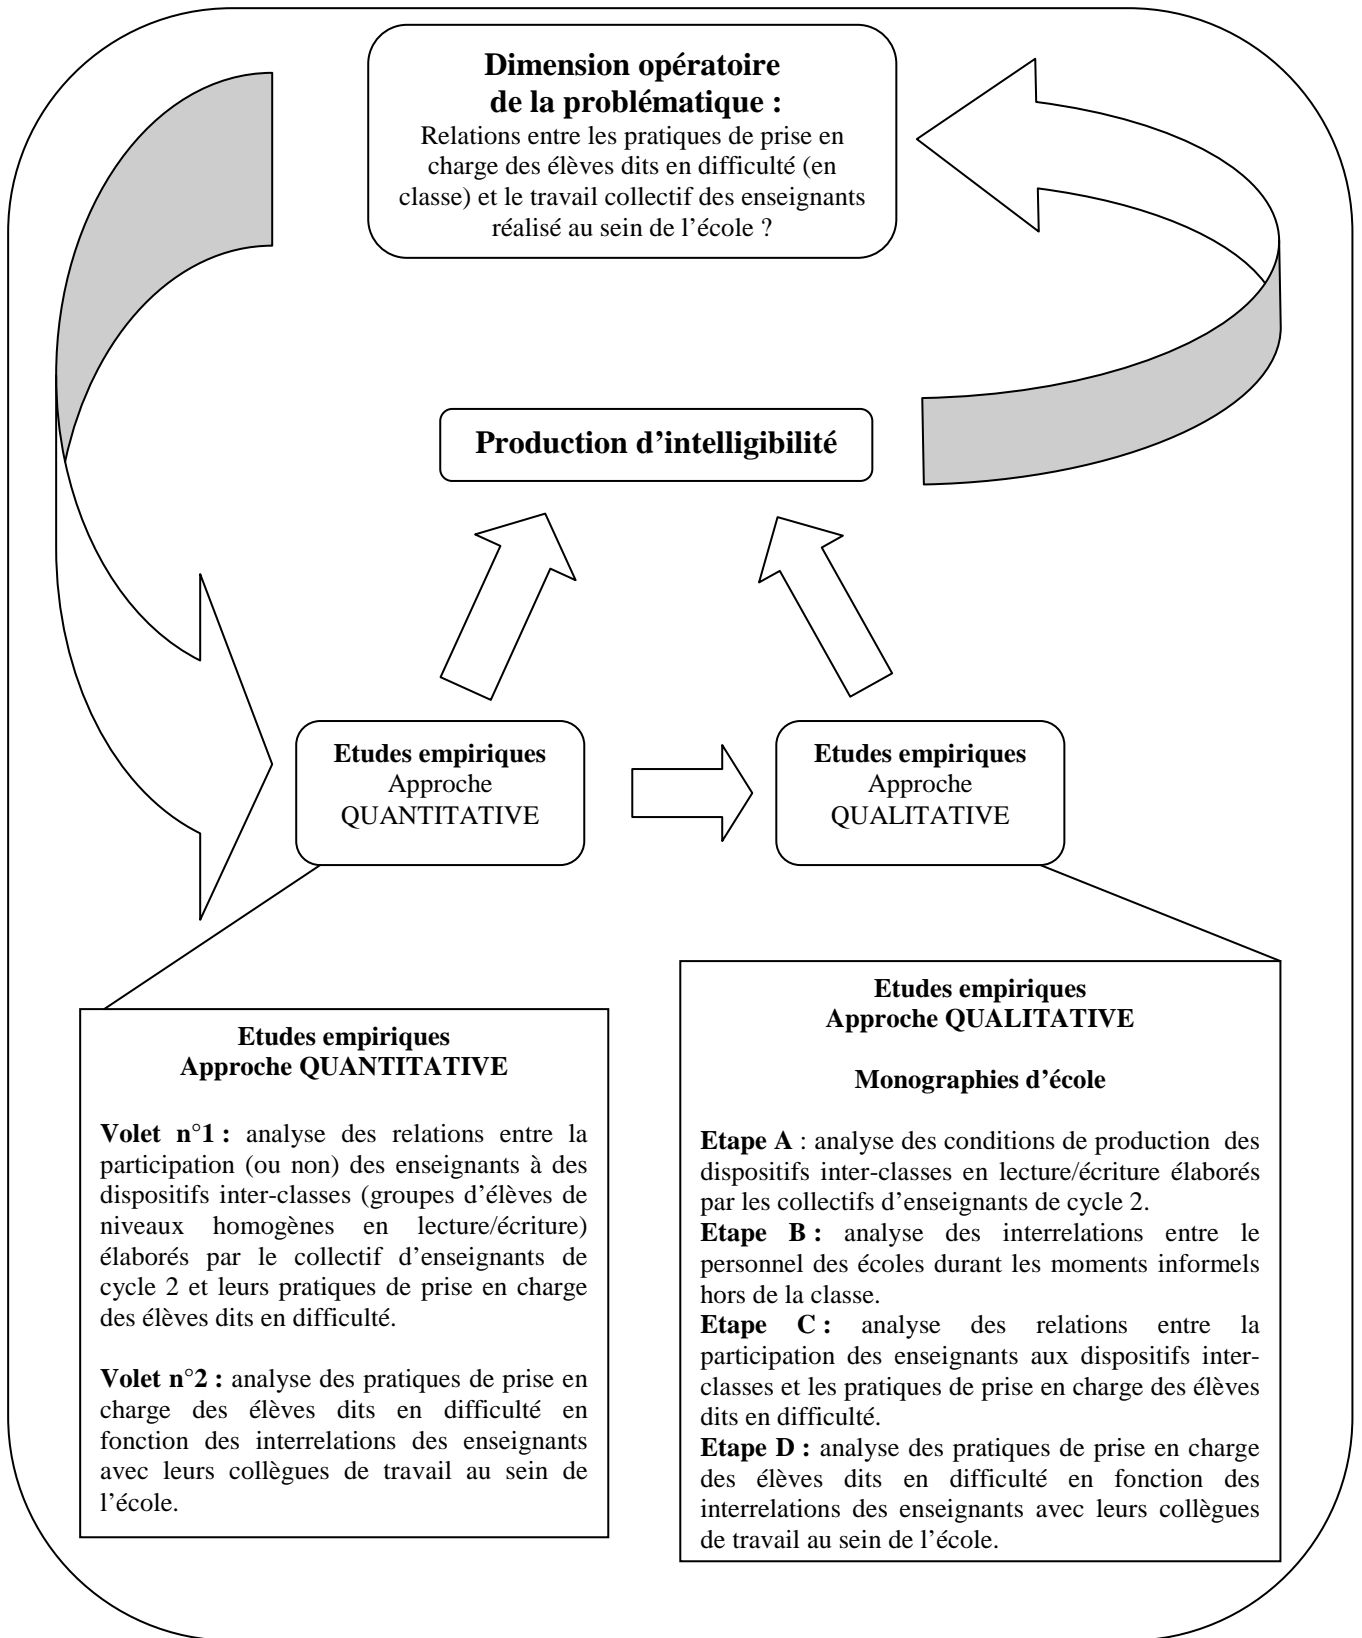 Dimension opératoire
de la problématique :
Relations entre les pratiques de prise en
charge des élèves dits en difficulté (en
classe) et le travail collectif des enseignants
réalisé au sein de l’école ?
Production d’intelligibilité
Etudes empiriques
Approche
QUANTITATIVE
Etudes empiriques
Approche
QUALITATIVE
Etudes empiriques
Approche QUANTITATIVE
Volet n°1 : analyse des relations entre la
participation (ou non) des enseignants à des
dispositifs inter-classes (groupes d’élèves de
niveaux homogènes en lecture/écriture)
élaborés par le collectif d’enseignants de
cycle 2 et leurs pratiques de prise en charge
des élèves dits en difficulté.
Volet n°2 : analyse des pratiques de prise en
charge des élèves dits en difficulté en
fonction des interrelations des enseignants
avec leurs collègues de travail au sein de
l’école.
Etudes empiriques
Approche QUALITATIVE
Monographies d’école
Etape A : analyse des conditions de production des
dispositifs inter-classes en lecture/écriture élaborés
par les collectifs d’enseignants de cycle 2.
Etape B : analyse des interrelations entre le
personnel des écoles durant les moments informels
hors de la classe.
Etape C : analyse des relations entre la
participation des enseignants aux dispositifs inter-
classes et les pratiques de prise en charge des élèves
dits en difficulté.
Etape D : analyse des pratiques de prise en charge
des élèves dits en difficulté en fonction des
interrelations des enseignants avec leurs collègues
de travail au sein de l’école.